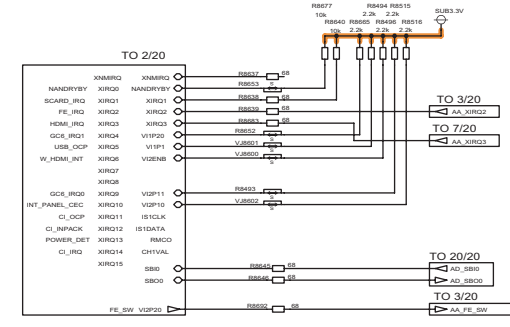 R8677 R8494 R8515 SUB3.3V
10k 2.2k 2.2k
R8640 R8665 R8496 R8516
10k 2.2k 2.2k 2.2k
TO 2/20
XNMIRQ XNMIRQ R8637 68
NANDRYBY XIRQ0 NANDRYBY R8653 S
SCARD_IRQ XIRQ1 XIRQ1 R8638 68
FE_IRQ XIRQ2 XIRQ2 R8639 68
TO 3/20
AA_XIRQ2
HDMI_IRQ XIRQ3 XIRQ3 R8683 68
TO 7/20
AA_XIRQ3
GC6_IRQ1 XIRQ4 VI1P20 R8652 S
USB_OCP XIRQ5 VI1P1 VJ8601 S
W_HDMI_INT XIRQ6 VI2ENB VJ8600 S
XIRQ7
XIRQ8
GC6_IRQ0 XIRQ9 VI2P11 R8493 S
INT_PANEL_CEC XIRQ10 VI2P10 VJ8602 S
CI_OCP XIRQ11 IS1CLK
CI_INPACK XIRQ12 IS1DATA
POWER_DET XIRQ13 RMCO
CI_IRQ XIRQ14 CH1VAL
XIRQ15
TO 20/20
SBI0 R8645 68 AD_SBI0
SBO0 R8646 68 AD_SBO0
TO 3/20
FE_SW VI2P20 R8692 68 AA_FE_SW